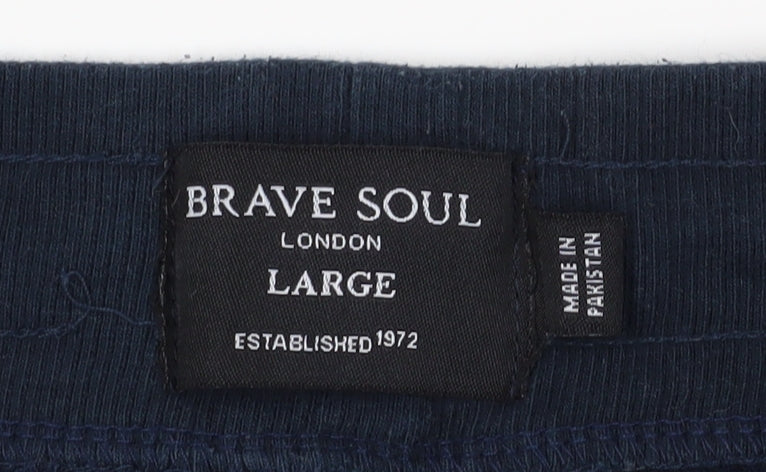 BRAVE SOUL
LONDON
LARGE
ESTABLISHED 1972
MADE IN
PAKISTAN